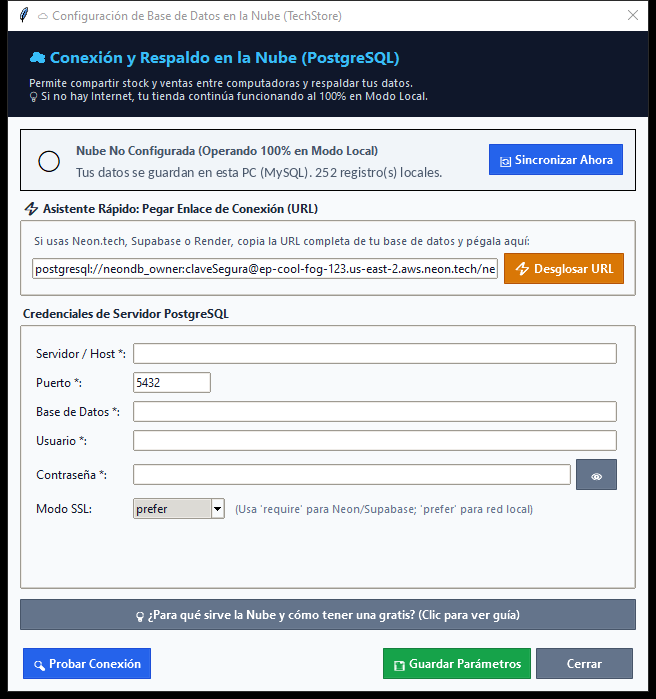 Configuración de Base de Datos en la Nube (TechStore)
Conexión y Respaldo en la Nube (PostgreSQL)
Permite compartir stock y ventas entre computadoras y respaldar tus datos.
Si no hay Internet, tu tienda continúa funcionando al 100% en Modo Local.
Nube No Configurada (Operando 100% en Modo Local)
Tus datos se guardan en esta PC (MySQL). 252 registro(s) locales.
Sincronizar Ahora
Asistente Rápido: Pegar Enlace de Conexión (URL)
Si usas Neon.tech, Supabase o Render, copia la URL completa de tu base de datos y pégala aquí:
postgresql://neondb_owner:claveSegura@ep-cool-fog-123.us-east-2.aws.neon.tech/ne
Desglosar URL
Credenciales de Servidor PostgreSQL
Servidor / Host *:
Puerto *: 5432
Base de Datos *:
Usuario *:
Contraseña *:
Modo SSL: prefer (Usa 'require' para Neon/Supabase; 'prefer' para red local)
¿Para qué sirve la Nube y cómo tener una gratis? (Clic para ver guía)
Probar Conexión Guardar Parámetros Cerrar